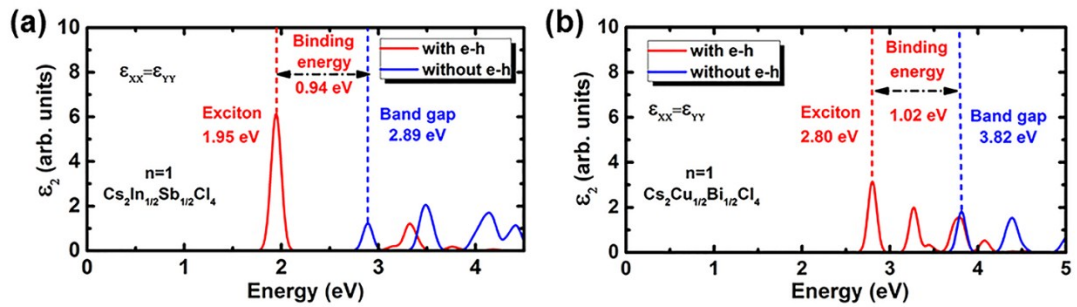 (a)
10
8
6
4
2
0
ε2 (arb. units)
εXX=εYY
Binding
energy
0.94 eV
with e-h
without e-h
Exciton
1.95 eV
Band gap
2.89 eV
n=1
Cs2In1/2Sb1/2Cl4
0 1 2 3 4
Energy (eV)
(b)
10
8
6
4
2
0
ε2 (arb. units)
with e-h
without e-h
Binding
energy
1.02 eV
εXX=εYY
Exciton
2.80 eV
Band gap
3.82 eV
n=1
Cs2Cu1/2Bi1/2Cl4
0 1 2 3 4 5
Energy (eV)